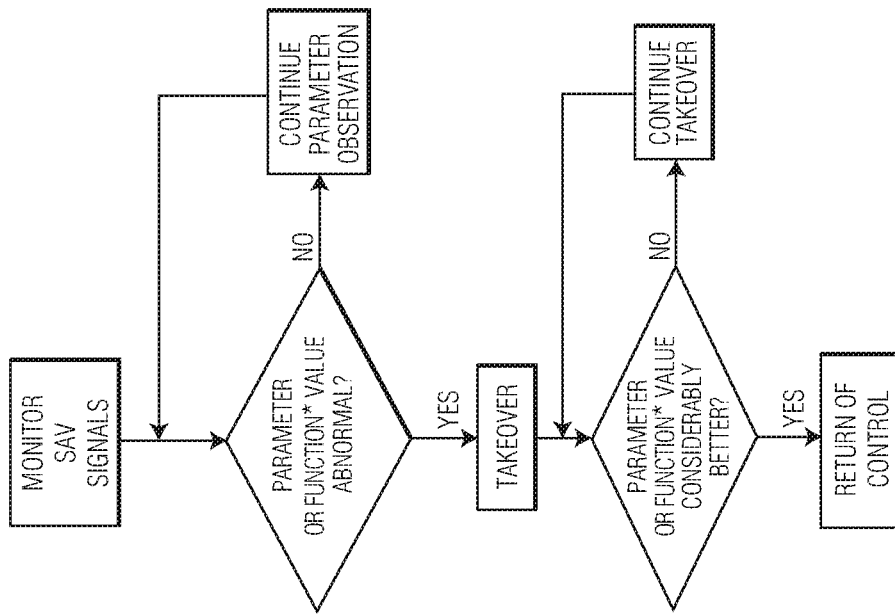 MONITOR
SAV
SIGNALS
PARAMETER
OR FUNCTION* VALUE
ABNORMAL?
NO
CONTINUE
PARAMETER
OBSERVATION
YES
TAKEOVER
PARAMETER
OR FUNCTION* VALUE
CONSIDERABLY
BETTER?
NO
CONTINUE
TAKEOVER
YES
RETURN OF
CONTROL